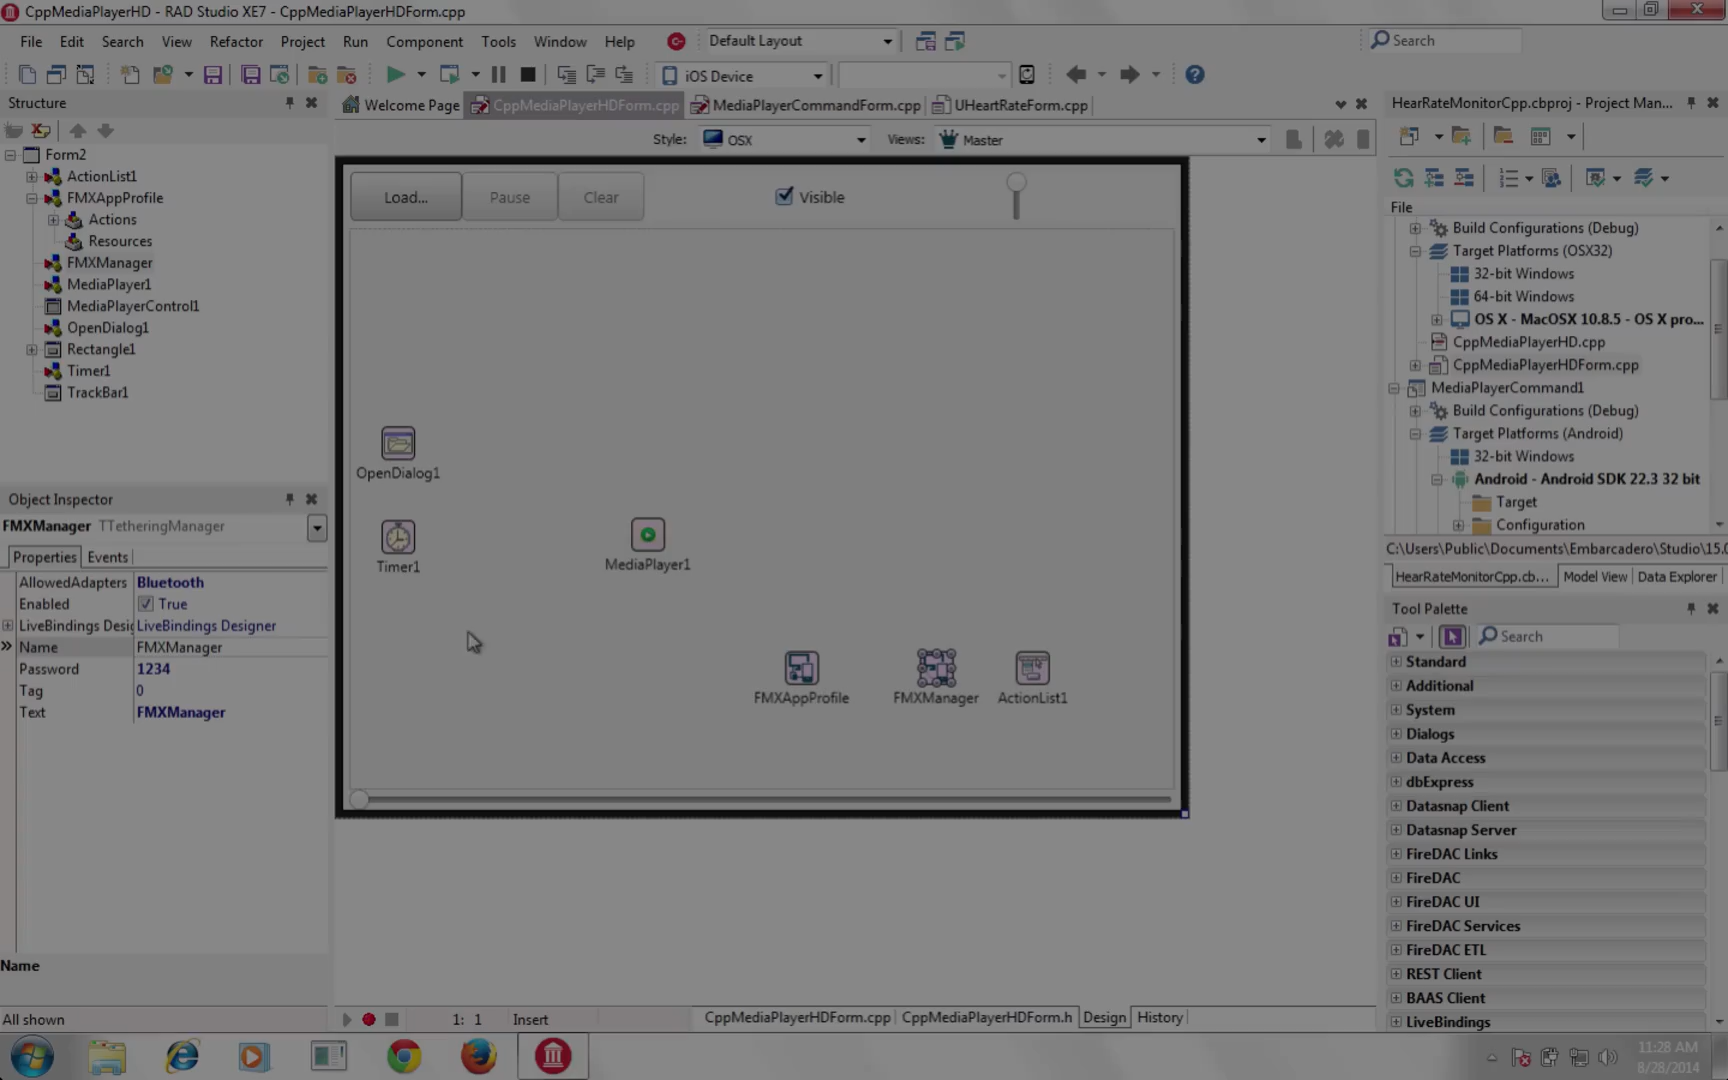 CppMediaPlayerHD - RAD Studio XE7 - CppMediaPlayerHDForm.cpp
File Edit Search View Refactor Project Run Component Tools Window Help Default Layout Search
iOS Device
Structure
Welcome Page CppMediaPlayerHDForm.cpp MediaPlayerCommandForm.cpp UHeartRateForm.cpp
HearRateMonitorCpp.cbproj - Project Man...
Style: OSX Views: Master
Form2
ActionList1
FMXAppProfile
Actions
Resources
FMXManager
MediaPlayer1
MediaPlayerControl1
OpenDialog1
Rectangle1
Timer1
TrackBar1
Load... Pause Clear Visible
OpenDialog1
Timer1
MediaPlayer1
FMXAppProfile FMXManager ActionList1
File
Build Configurations (Debug)
Target Platforms (OSX32)
32-bit Windows
64-bit Windows
OS X - MacOSX 10.8.5 - OS X pro...
CppMediaPlayerHD.cpp
CppMediaPlayerHDForm.cpp
MediaPlayerCommand1
Build Configurations (Debug)
Target Platforms (Android)
32-bit Windows
Android - Android SDK 22.3 32 bit
Target
Configuration
C:\Users\Public\Documents\Embarcadero\Studio\15.0
HearRateMonitorCpp.cb... Model View Data Explorer
Object Inspector
FMXManager TTetheringManager
Properties Events
AllowedAdapters Bluetooth
Enabled True
LiveBindings Desig LiveBindings Designer
Name FMXManager
Password 1234
Tag 0
Text FMXManager
Name
All shown
Tool Palette
Search
Standard
Additional
System
Dialogs
Data Access
dbExpress
Datasnap Client
Datasnap Server
FireDAC Links
FireDAC
FireDAC UI
FireDAC Services
FireDAC ETL
REST Client
BAAS Client
LiveBindings
1: 1 Insert CppMediaPlayerHDForm.cpp CppMediaPlayerHDForm.h Design History
11:28 AM
8/28/2014